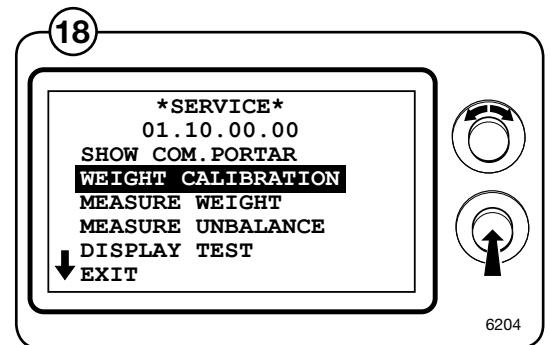 18
*SERVICE*
01.10.00.00
SHOW COM.PORTAR
WEIGHT CALIBRATION
MEASURE WEIGHT
MEASURE UNBALANCE
DISPLAY TEST
EXIT
6204